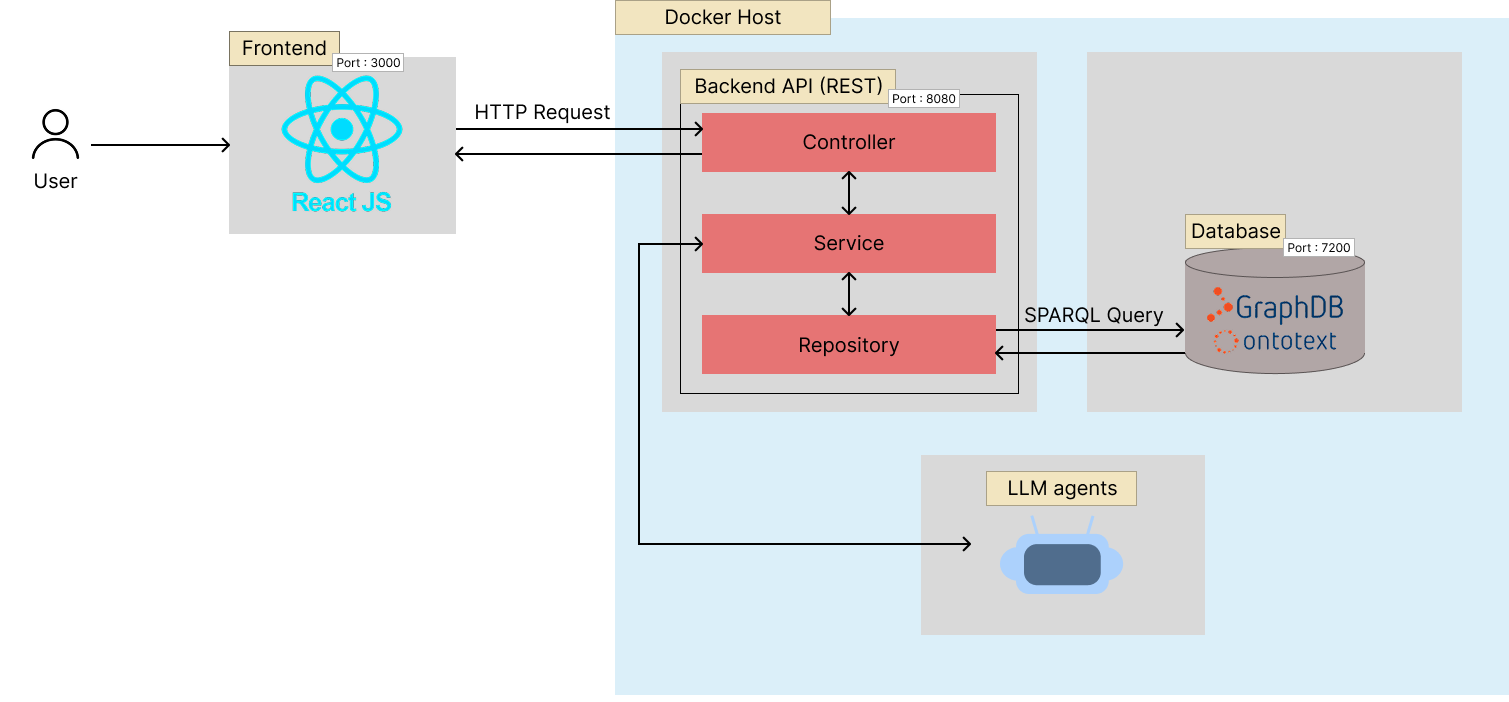 Docker Host
Frontend
Port : 3000
React JS
User
HTTP Request
Backend API (REST)
Port : 8080
Controller
Service
Repository
SPARQL Query
Database
Port : 7200
GraphDB
ontotext
LLM agents